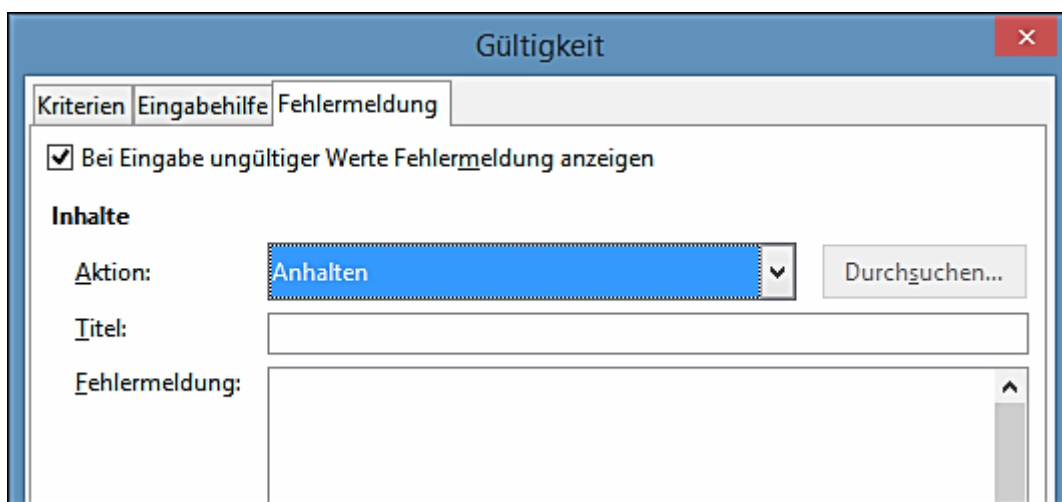 Gültigkeit
Kriterien Eingabehilfe Fehlermeldung
Bei Eingabe ungültiger Werte Fehlermeldung anzeigen
Inhalte
Aktion: Anhalten Durchsuchen...
Titel:
Fehlermeldung: